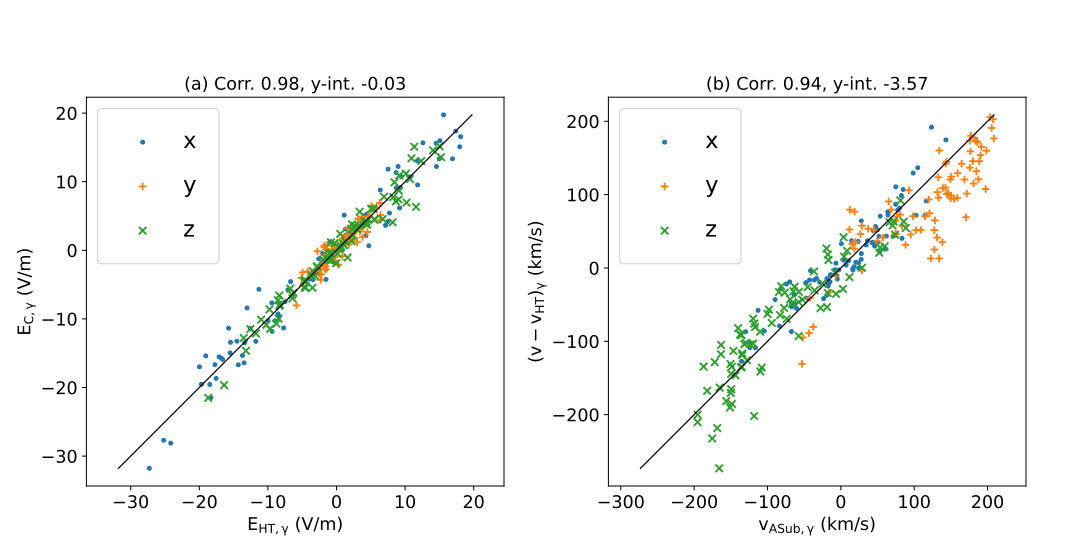 (a) Corr. 0.98, y-int. -0.03
x
y
z
20
10
0
−10
−20
−30
E_C, γ (V/m)
−30 −20 −10 0 10 20
E_HT, γ (V/m)
(b) Corr. 0.94, y-int. -3.57
x
y
z
200
100
0
−100
−200
(v − v_HT)_γ (km/s)
−300 −200 −100 0 100 200
v_ASub, γ (km/s)